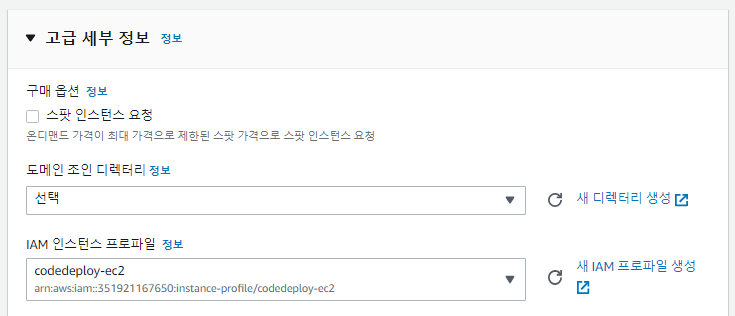 고급 세부 정보 정보
구매 옵션 정보
스팟 인스턴스 요청
온디맨드 가격이 최대 가격으로 제한된 스팟 가격으로 스팟 인스턴스 요청
도메인 조인 디렉터리 정보
선택
새 디렉터리 생성
IAM 인스턴스 프로파일 정보
codedeploy-ec2
arn:aws:iam::351921167650:instance-profile/codedeploy-ec2
새 IAM 프로파일 생성